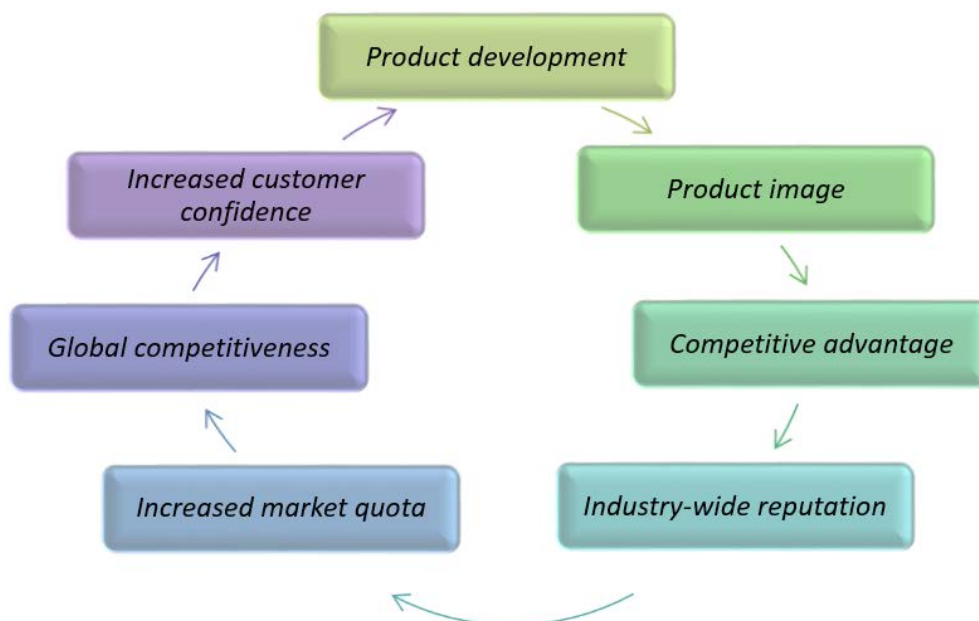 Product development
Product image
Competitive advantage
Industry-wide reputation
Increased market quota
Global competitiveness
Increased customer
confidence